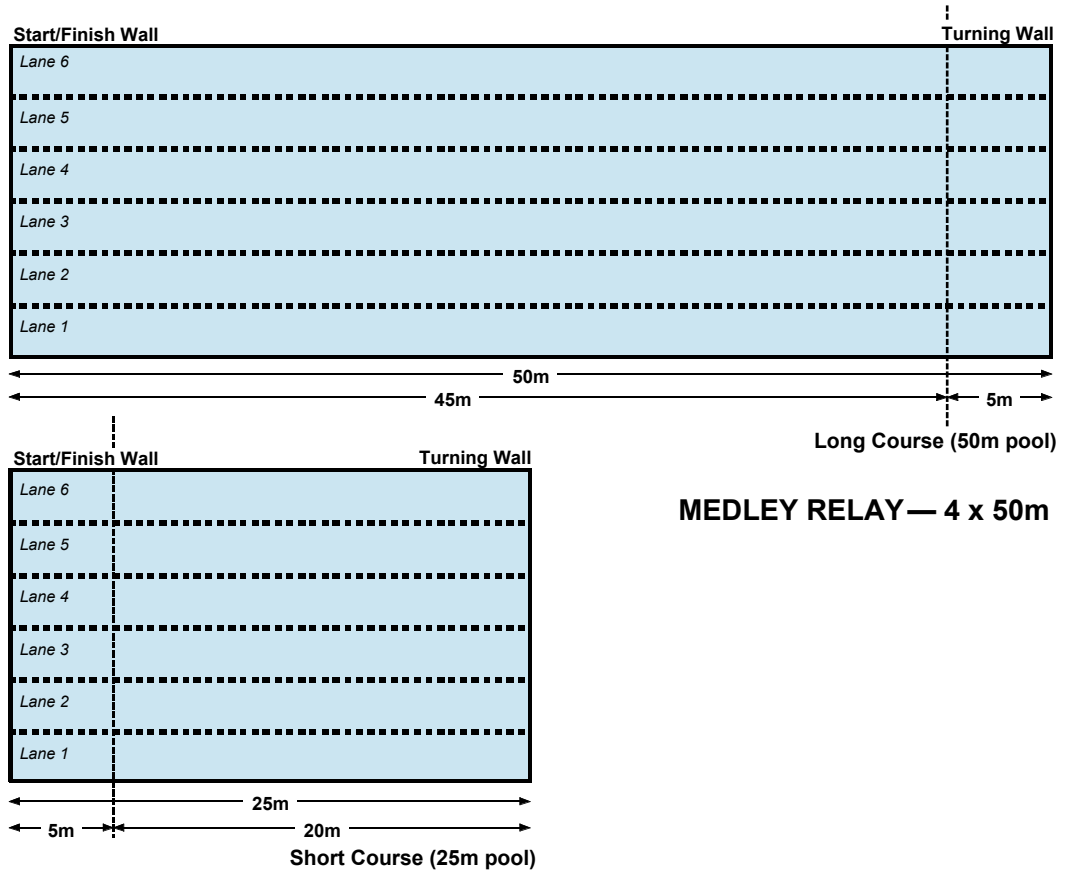 Start/Finish Wall Turning Wall
Lane 6
Lane 5
Lane 4
Lane 3
Lane 2
Lane 1
50m
45m 5m
Long Course (50m pool)
Start/Finish Wall Turning Wall
Lane 6
Lane 5
Lane 4
Lane 3
Lane 2
Lane 1
25m
5m 20m
Short Course (25m pool)
MEDLEY RELAY — 4 x 50m